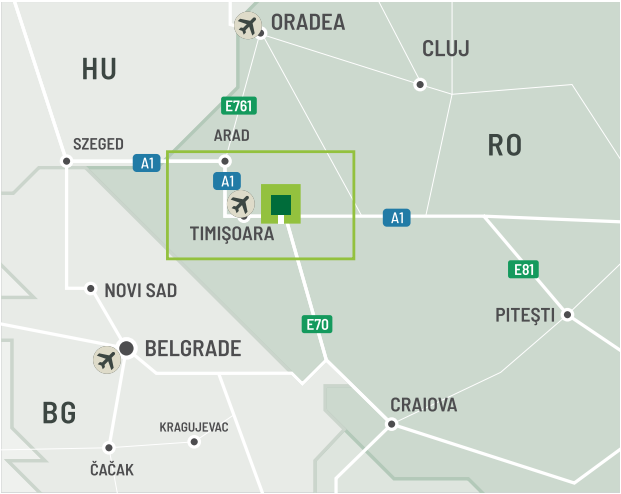 ORADEA
CLUJ
HU
E761
SZEGED
ARAD
RO
A1
A1
A1
TIMIŞOARA
E81
NOVI SAD
PITEŞTI
E70
BELGRADE
CRAIOVA
BG
KRAGUJEVAC
ČAČAK